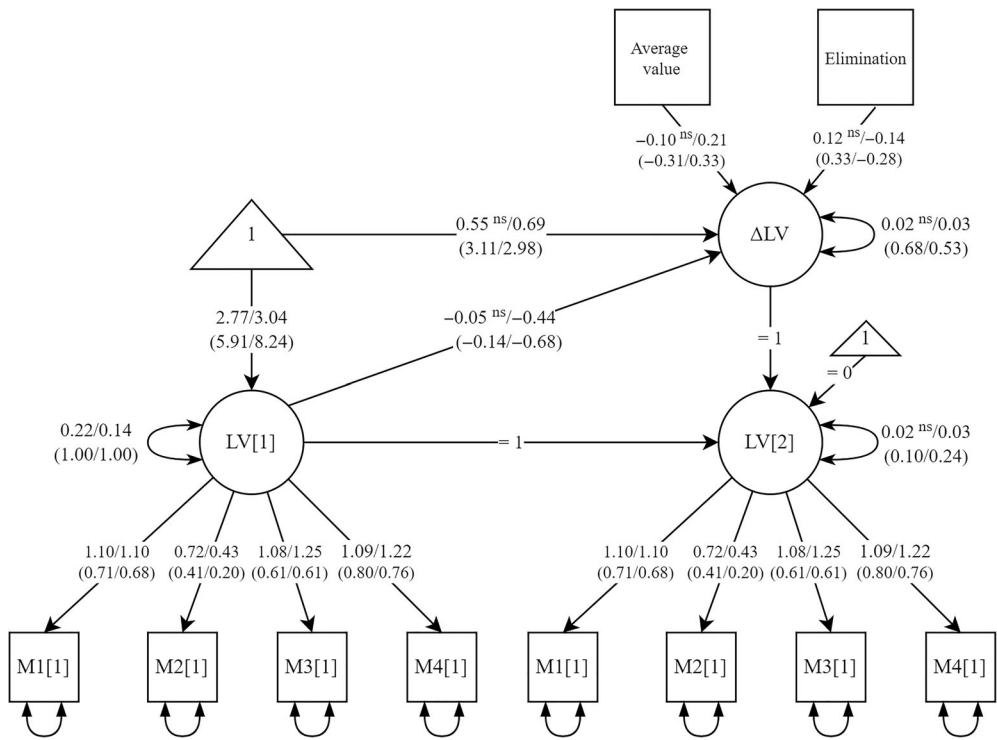 Average
value
Elimination
−0.10 ns/0.21
(−0.31/0.33)
0.12 ns/−0.14
(0.33/−0.28)
1
0.55 ns/0.69
(3.11/2.98)
ΔLV
0.02 ns/0.03
(0.68/0.53)
2.77/3.04
(5.91/8.24)
−0.05 ns/−0.44
(−0.14/−0.68)
= 1
1
= 0
0.22/0.14
(1.00/1.00)
LV[1]
= 1
LV[2]
0.02 ns/0.03
(0.10/0.24)
1.10/1.10
(0.71/0.68)
0.72/0.43
(0.41/0.20)
1.08/1.25
(0.61/0.61)
1.09/1.22
(0.80/0.76)
1.10/1.10
(0.71/0.68)
0.72/0.43
(0.41/0.20)
1.08/1.25
(0.61/0.61)
1.09/1.22
(0.80/0.76)
M1[1]
M2[1]
M3[1]
M4[1]
M1[1]
M2[1]
M3[1]
M4[1]